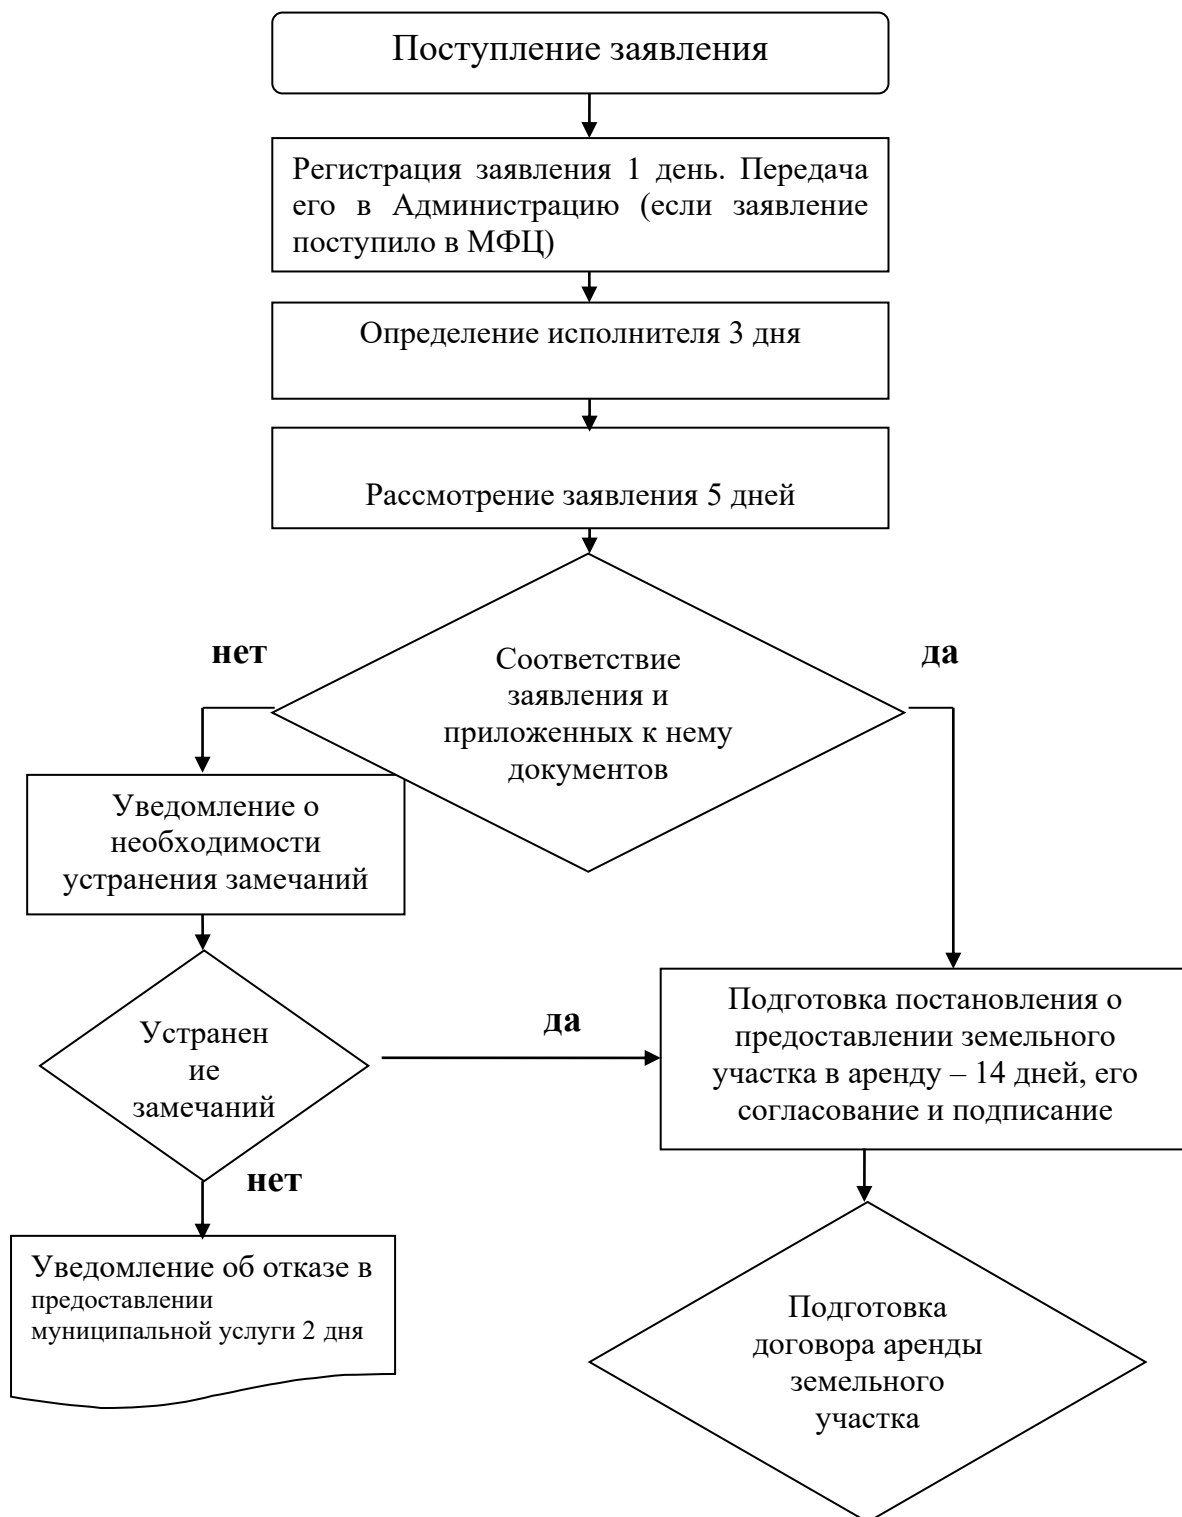 Поступление заявления
Регистрация заявления 1 день. Передача
его в Администрацию (если заявление
поступило в МФЦ)
Определение исполнителя 3 дня
Рассмотрение заявления 5 дней
нет
да
Соответствие
заявления и
приложенных к нему
документов
Уведомление о
необходимости
устранения замечаний
Устранен
ие
замечаний
да
Подготовка постановления о
предоставлении земельного
участка в аренду – 14 дней, его
согласование и подписание
нет
Уведомление об отказе в
предоставлении
муниципальной услуги 2 дня
Подготовка
договора аренды
земельного
участка